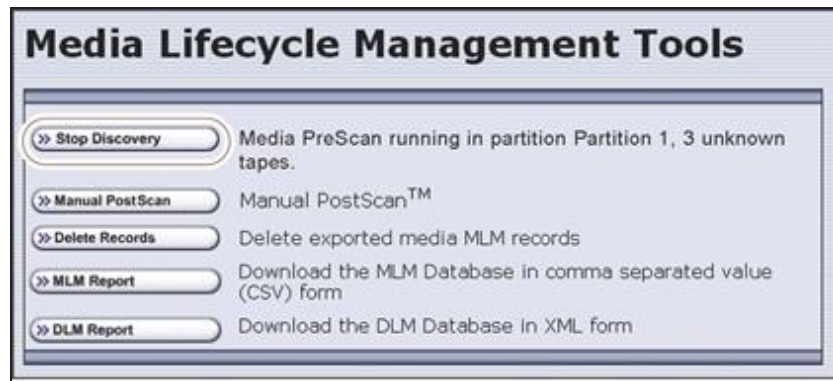 Media Lifecycle Management Tools
» Stop Discovery Media PreScan running in partition Partition 1, 3 unknown
tapes.
» Manual PostScan Manual PostScan™
» Delete Records Delete exported media MLM records
» MLM Report Download the MLM Database in comma separated value
(CSV) form
» DLM Report Download the DLM Database in XML form